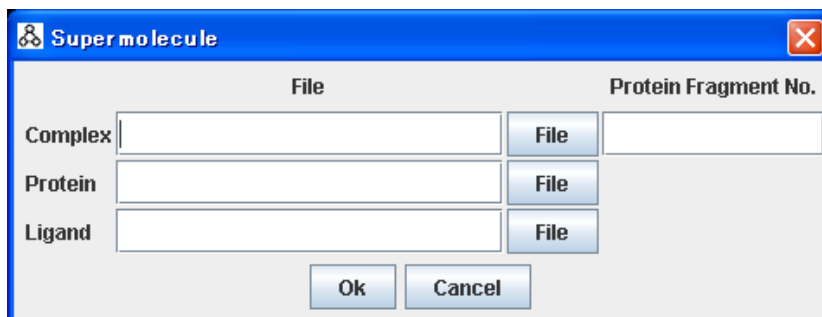 Supermolecule
File Protein Fragment No.
Complex File
Protein File
Ligand File
Ok Cancel